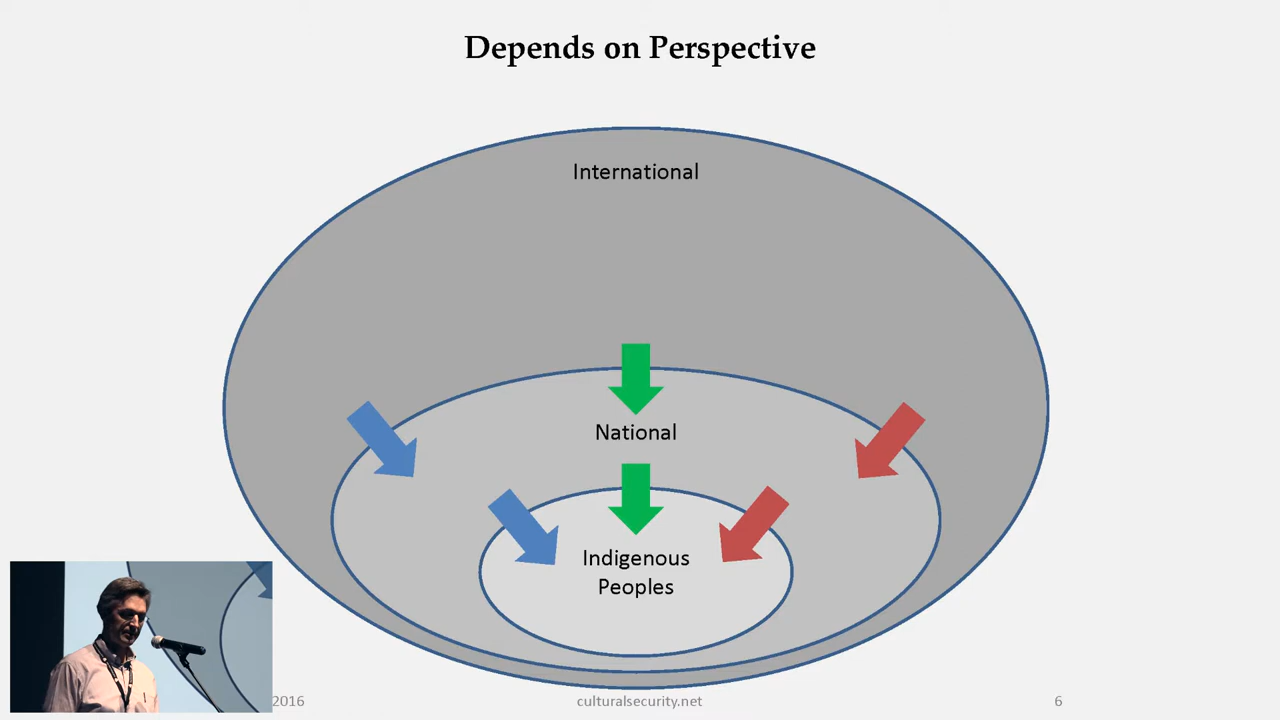 Depends on Perspective
International
National
Indigenous
Peoples
2016
culturalsecurity.net
6